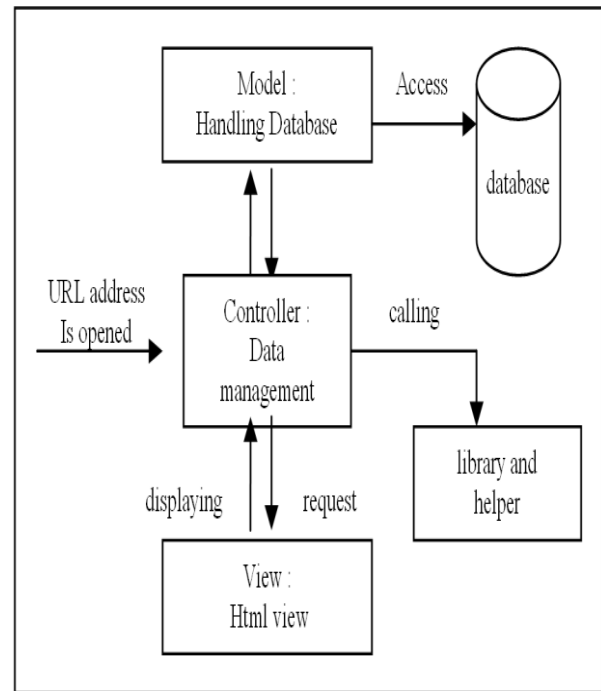 Model :
Handling Database
Access
database
URL address
Is opened
Controller :
Data
management
calling
library and
helper
displaying
request
View :
Html view